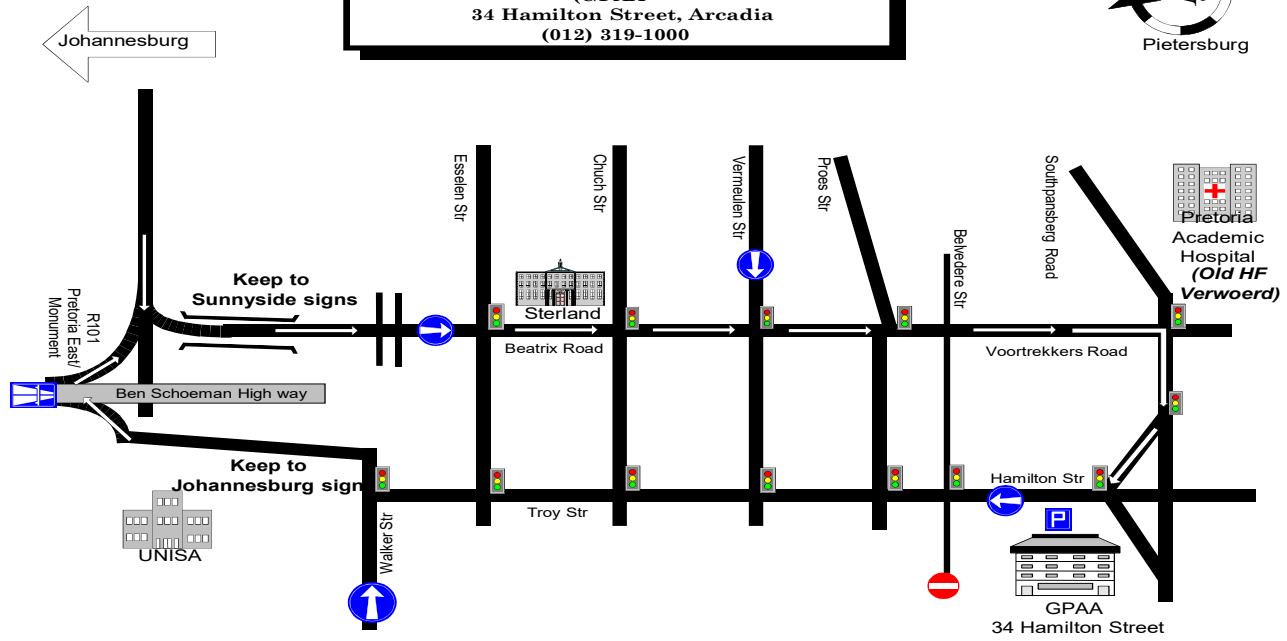 34 Hamilton Street, Arcadia
(012) 319-1000
Johannesburg
Pietersburg
Esselen Str
Chuch Str
Vermeulen Str
Proes Str
Belvedere Str
Southpansberg Road
Pretoria
Academic
Hospital
(Old HF
Verwoerd)
Keep to
Sunnyside signs
R101
Pretoria East/
Monument
Sterland
Beatrix Road
Voortrekkers Road
Ben Schoeman High way
Keep to
Johannesburg sign
Hamilton Str
Troy Str
P
UNISA
Walker Str
GPAA
34 Hamilton Street